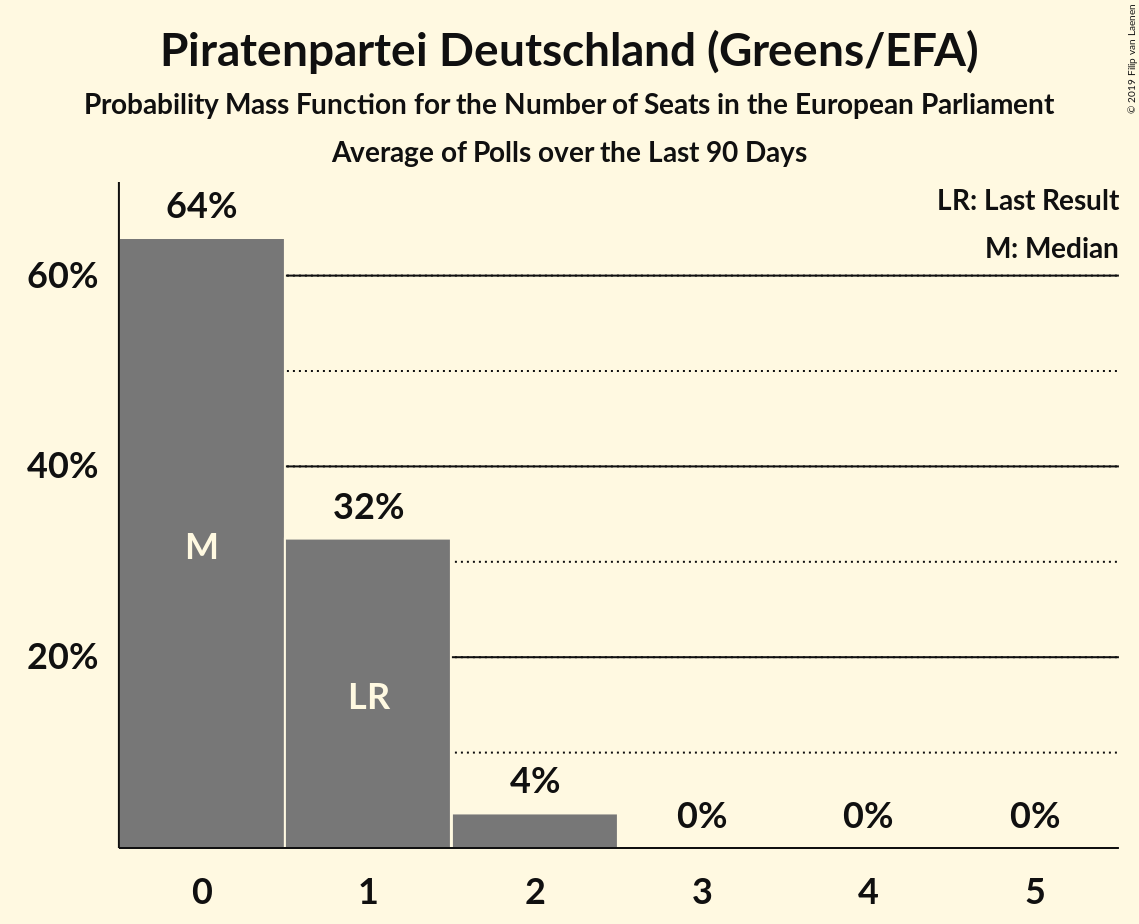 Piratenpartei Deutschland (Greens/EFA)
Probability Mass Function for the Number of Seats in the European Parliament
Average of Polls over the Last 90 Days
© 2019 Filip van Laenen
LR: Last Result
M: Median
64%
60%
40%
32%
M
20%
LR
4%
0%
0%
0%
0 1 2 3 4 5